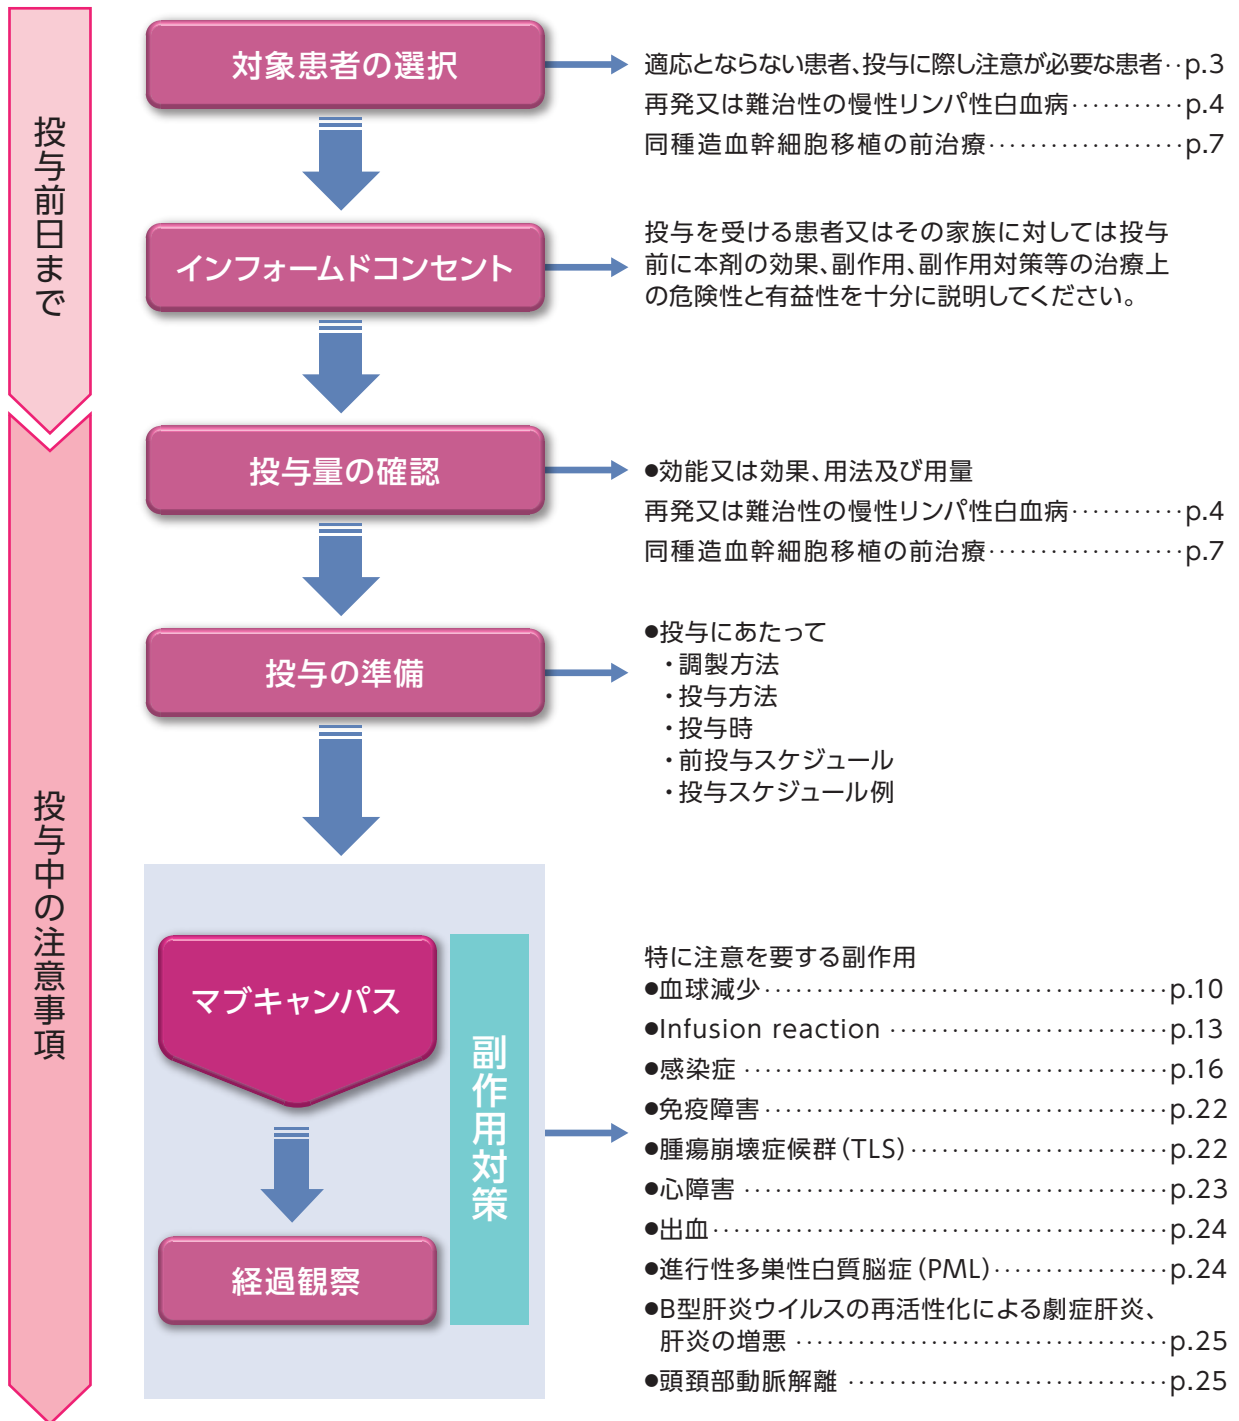 投与前日まで
対象患者の選択
適応とならない患者、投与に際し注意が必要な患者‥p.3
再発又は難治性の慢性リンパ性白血病‥‥‥‥‥‥p.4
同種造血幹細胞移植の前治療‥‥‥‥‥‥‥‥‥‥p.7
インフォームドコンセント
投与を受ける患者又はその家族に対しては投与
前に本剤の効果、副作用、副作用対策等の治療上
の危険性と有益性を十分に説明してください。
投与中の注意事項
投与量の確認
●効能又は効果、用法及び用量
再発又は難治性の慢性リンパ性白血病‥‥‥‥‥‥p.4
同種造血幹細胞移植の前治療‥‥‥‥‥‥‥‥‥‥p.7
投与の準備
●投与にあたって
・調製方法
・投与方法
・投与時
・前投与スケジュール
・投与スケジュール例
マブキャンパス
経過観察
副作用対策
特に注意を要する副作用
●血球減少‥‥‥‥‥‥‥‥‥‥‥‥‥‥‥‥‥‥p.10
●Infusion reaction ‥‥‥‥‥‥‥‥‥‥‥‥‥p.13
●感染症 ‥‥‥‥‥‥‥‥‥‥‥‥‥‥‥‥‥‥‥p.16
●免疫障害‥‥‥‥‥‥‥‥‥‥‥‥‥‥‥‥‥‥p.22
●腫瘍崩壊症候群(TLS)‥‥‥‥‥‥‥‥‥‥‥‥p.22
●心障害 ‥‥‥‥‥‥‥‥‥‥‥‥‥‥‥‥‥‥‥p.23
●出血‥‥‥‥‥‥‥‥‥‥‥‥‥‥‥‥‥‥‥‥p.24
●進行性多巣性白質脳症(PML)‥‥‥‥‥‥‥‥‥p.24
●B型肝炎ウイルスの再活性化による劇症肝炎、
肝炎の増悪 ‥‥‥‥‥‥‥‥‥‥‥‥‥‥‥‥‥p.25
●頭頚部動脈解離 ‥‥‥‥‥‥‥‥‥‥‥‥‥‥p.25